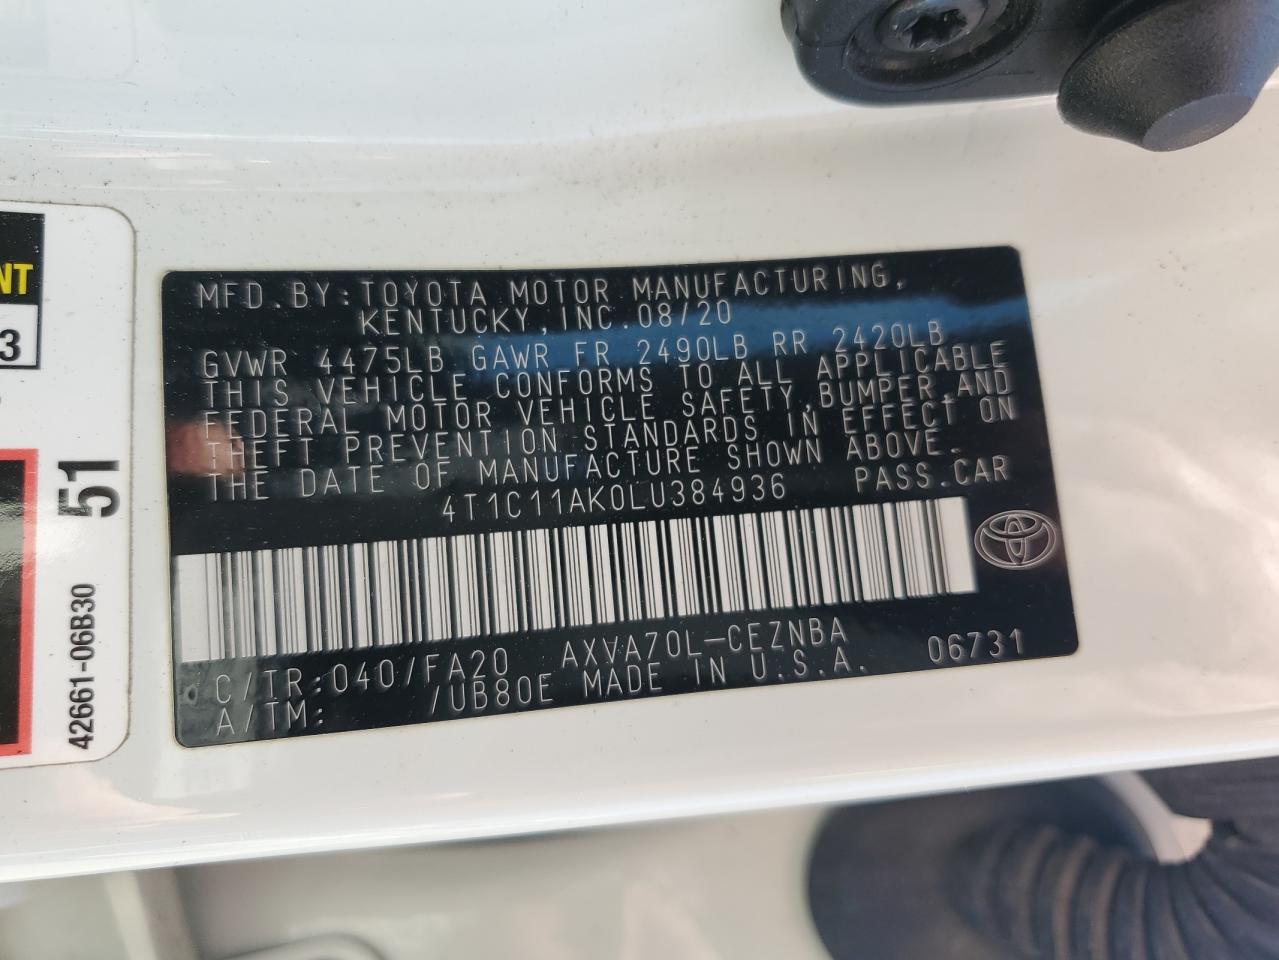 NT
3
51
42661-06B30
MFD.BY:TOYOTA MOTOR MANUFACTURING,
KENTUCKY,INC.08/20
GVWR 4475LB GAWR FR 2490LB RR 2420LB
THIS VEHICLE CONFORMS TO ALL APPLICABLE
FEDERAL MOTOR VEHICLE SAFETY,BUMPER,AND
THEFT PREVENTION STANDARDS IN EFFECT ON
THE DATE OF MANUFACTURE SHOWN ABOVE.
4T1C11AK0LU384936 PASS.CAR
C/TR:040/FA20 AXVA70L-CEZNBA 06731
A/TM: /UB80E MADE IN U.S.A.